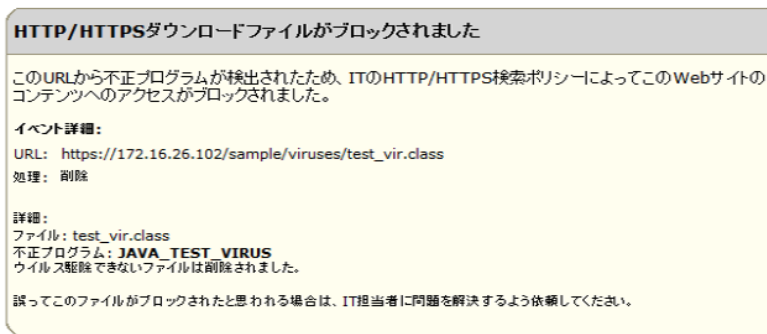 HTTP/HTTPSダウンロードファイルがブロックされました
このURLから不正プログラムが検出されたため、ITのHTTP/HTTPS検索ポリシーによってこのWebサイトの
コンテンツへのアクセスがブロックされました。
イベント詳細:
URL: https://172.16.26.102/sample/viruses/test_vir.class
処理: 削除
詳細:
ファイル: test_vir.class
不正プログラム: JAVA_TEST_VIRUS
ウイルス駆除できないファイルは削除されました。
誤ってこのファイルがブロックされたと思われる場合は、IT担当者に問題を解決するよう依頼してください。